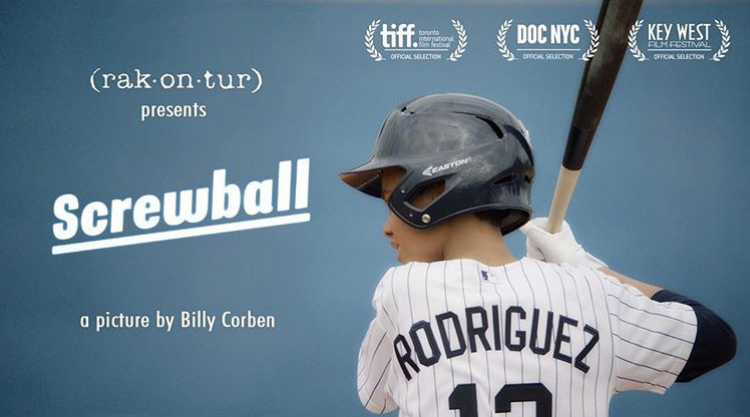 tiff. toronto
international
film festival
OFFICIAL SELECTION
DOC NYC
OFFICIAL SELECTION
KEY WEST
FILM FESTIVAL
OFFICIAL SELECTION
(rak·on·tur)
presents
Screwball
a picture by Billy Corben
EASTON
RODRIGUEZ